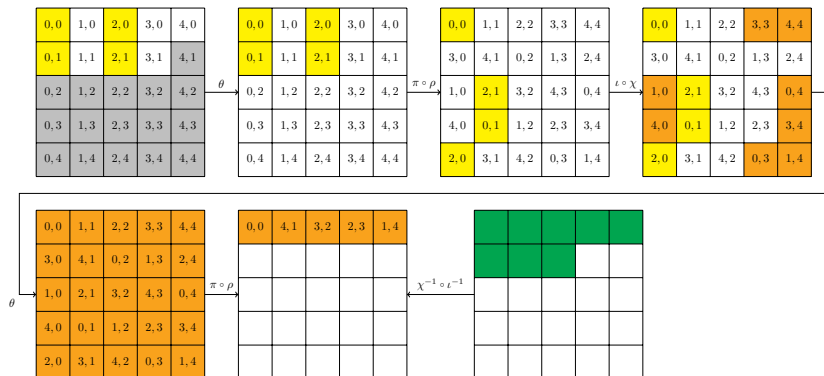 0, 0 1, 0 2, 0 3, 0 4, 0 0, 0 1, 0 2, 0 3, 0 4, 0 0, 0 1, 1 2, 2 3, 3 4, 4 0, 0 1, 1 2, 2 3, 3 4, 4
0, 1 1, 1 2, 1 3, 1 4, 1 0, 1 1, 1 2, 1 3, 1 4, 1 3, 0 4, 1 0, 2 1, 3 2, 4 3, 0 4, 1 0, 2 1, 3 2, 4
θ π ∘ ρ ι ∘ χ
0, 2 1, 2 2, 2 3, 2 4, 2 0, 2 1, 2 2, 2 3, 2 4, 2 1, 0 2, 1 3, 2 4, 3 0, 4 1, 0 2, 1 3, 2 4, 3 0, 4
0, 3 1, 3 2, 3 3, 3 4, 3 0, 3 1, 3 2, 3 3, 3 4, 3 4, 0 0, 1 1, 2 2, 3 3, 4 4, 0 0, 1 1, 2 2, 3 3, 4
0, 4 1, 4 2, 4 3, 4 4, 4 0, 4 1, 4 2, 4 3, 4 4, 4 2, 0 3, 1 4, 2 0, 3 1, 4 2, 0 3, 1 4, 2 0, 3 1, 4
0, 0 1, 1 2, 2 3, 3 4, 4 0, 0 4, 1 3, 2 2, 3 1, 4
3, 0 4, 1 0, 2 1, 3 2, 4
θ π ∘ ρ χ⁻¹ ∘ ι⁻¹
1, 0 2, 1 3, 2 4, 3 0, 4
4, 0 0, 1 1, 2 2, 3 3, 4
2, 0 3, 1 4, 2 0, 3 1, 4